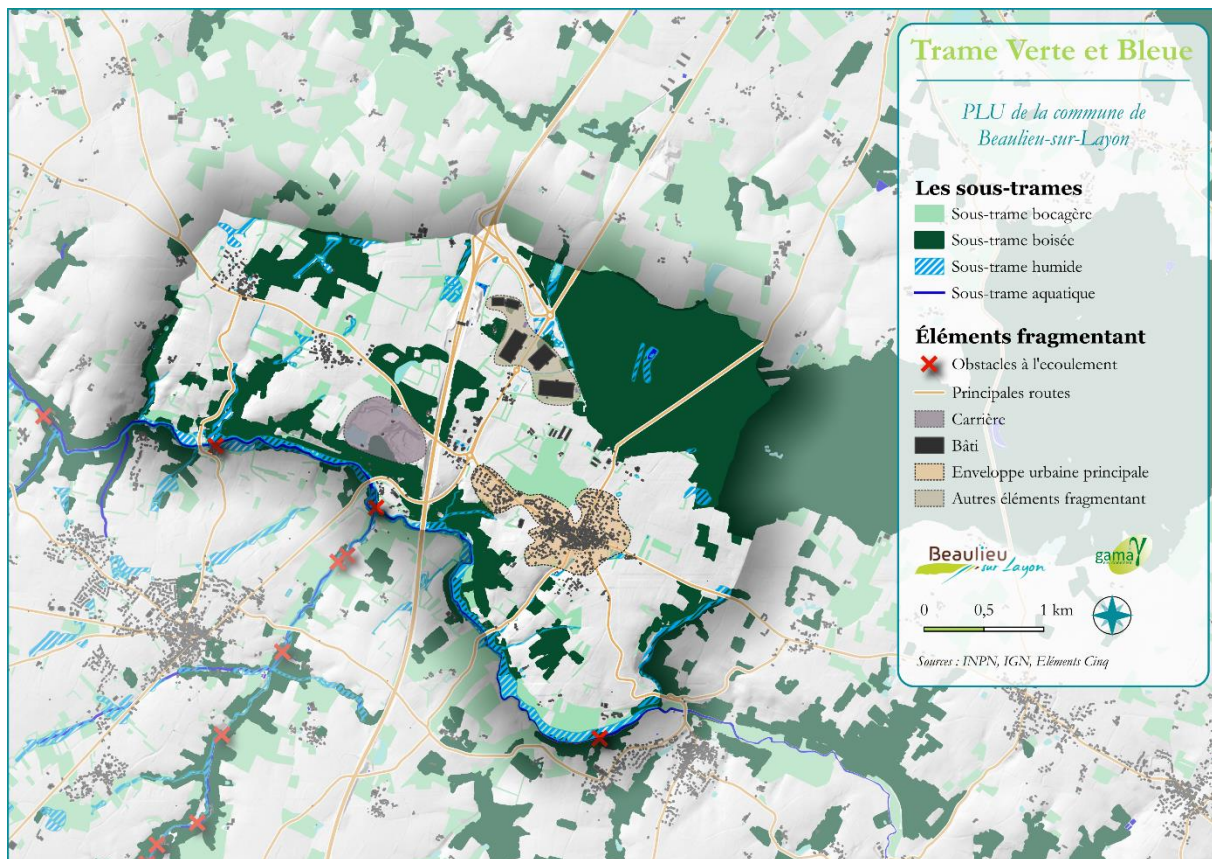 Trame Verte et Bleue
PLU de la commune de
Beaulieu-sur-Layon
Les sous-trames
Sous-trame bocagère
Sous-trame boisée
Sous-trame humide
Sous-trame aquatique
Éléments fragmentant
Obstacles à l'ecoulement
Principales routes
Carrière
Bâti
Enveloppe urbaine principale
Autres éléments fragmentant
Beaulieu
sur Layon
gama
0 0,5 1 km
Sources : INPN, IGN, Eléments Cinq